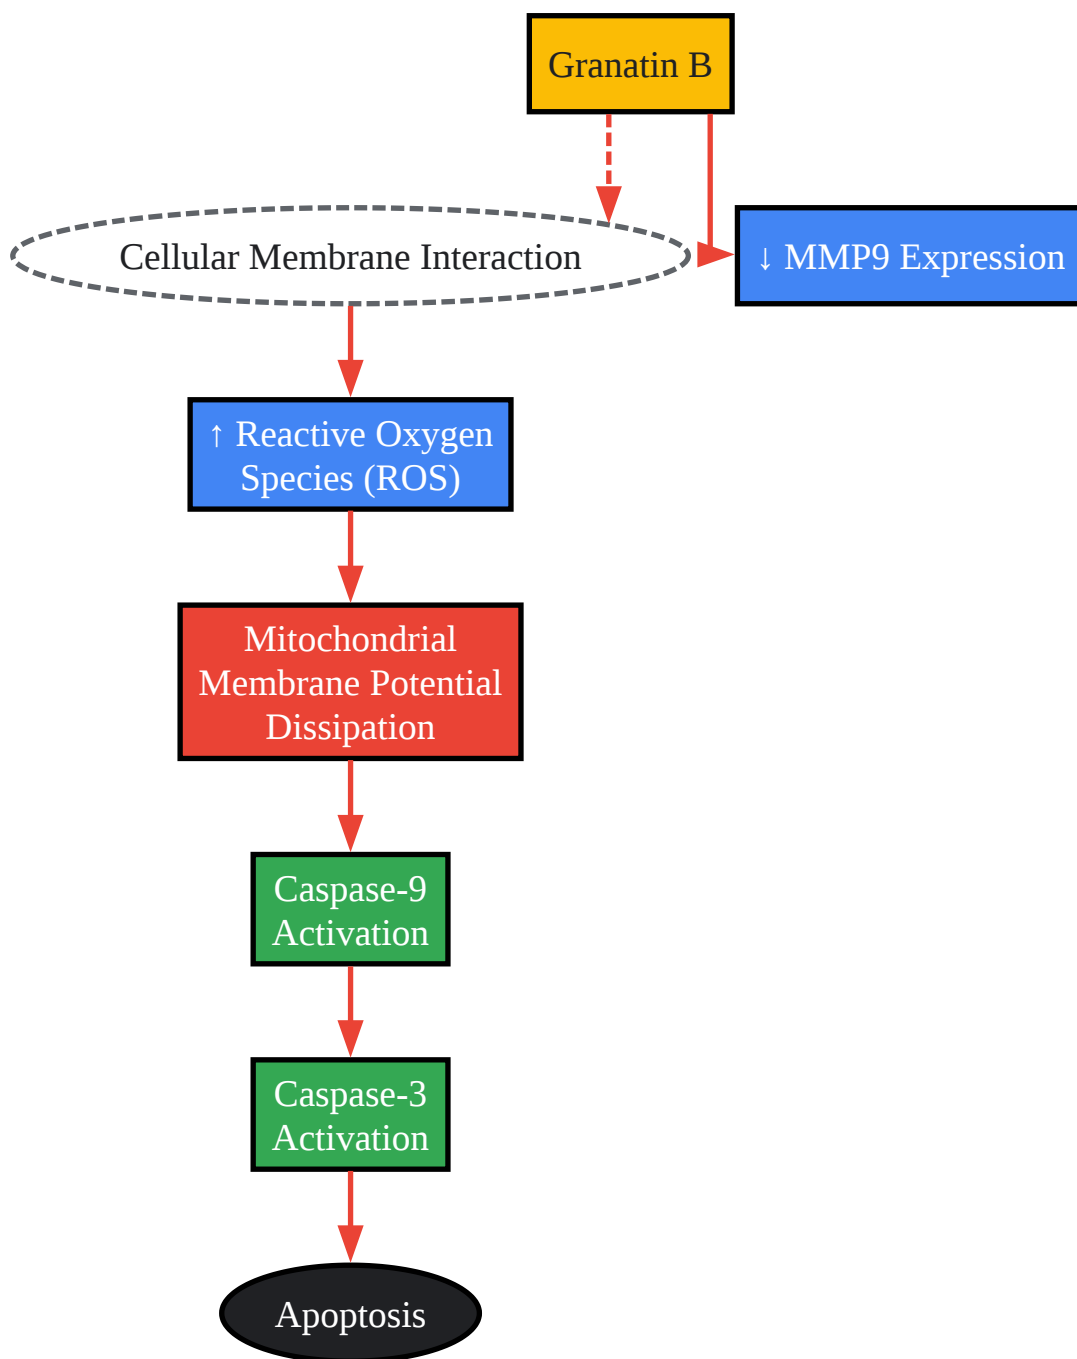 Granatin B
Cellular Membrane Interaction
↓ MMP9 Expression
↑ Reactive Oxygen
Species (ROS)
Mitochondrial
Membrane Potential
Dissipation
Caspase-9
Activation
Caspase-3
Activation
Apoptosis